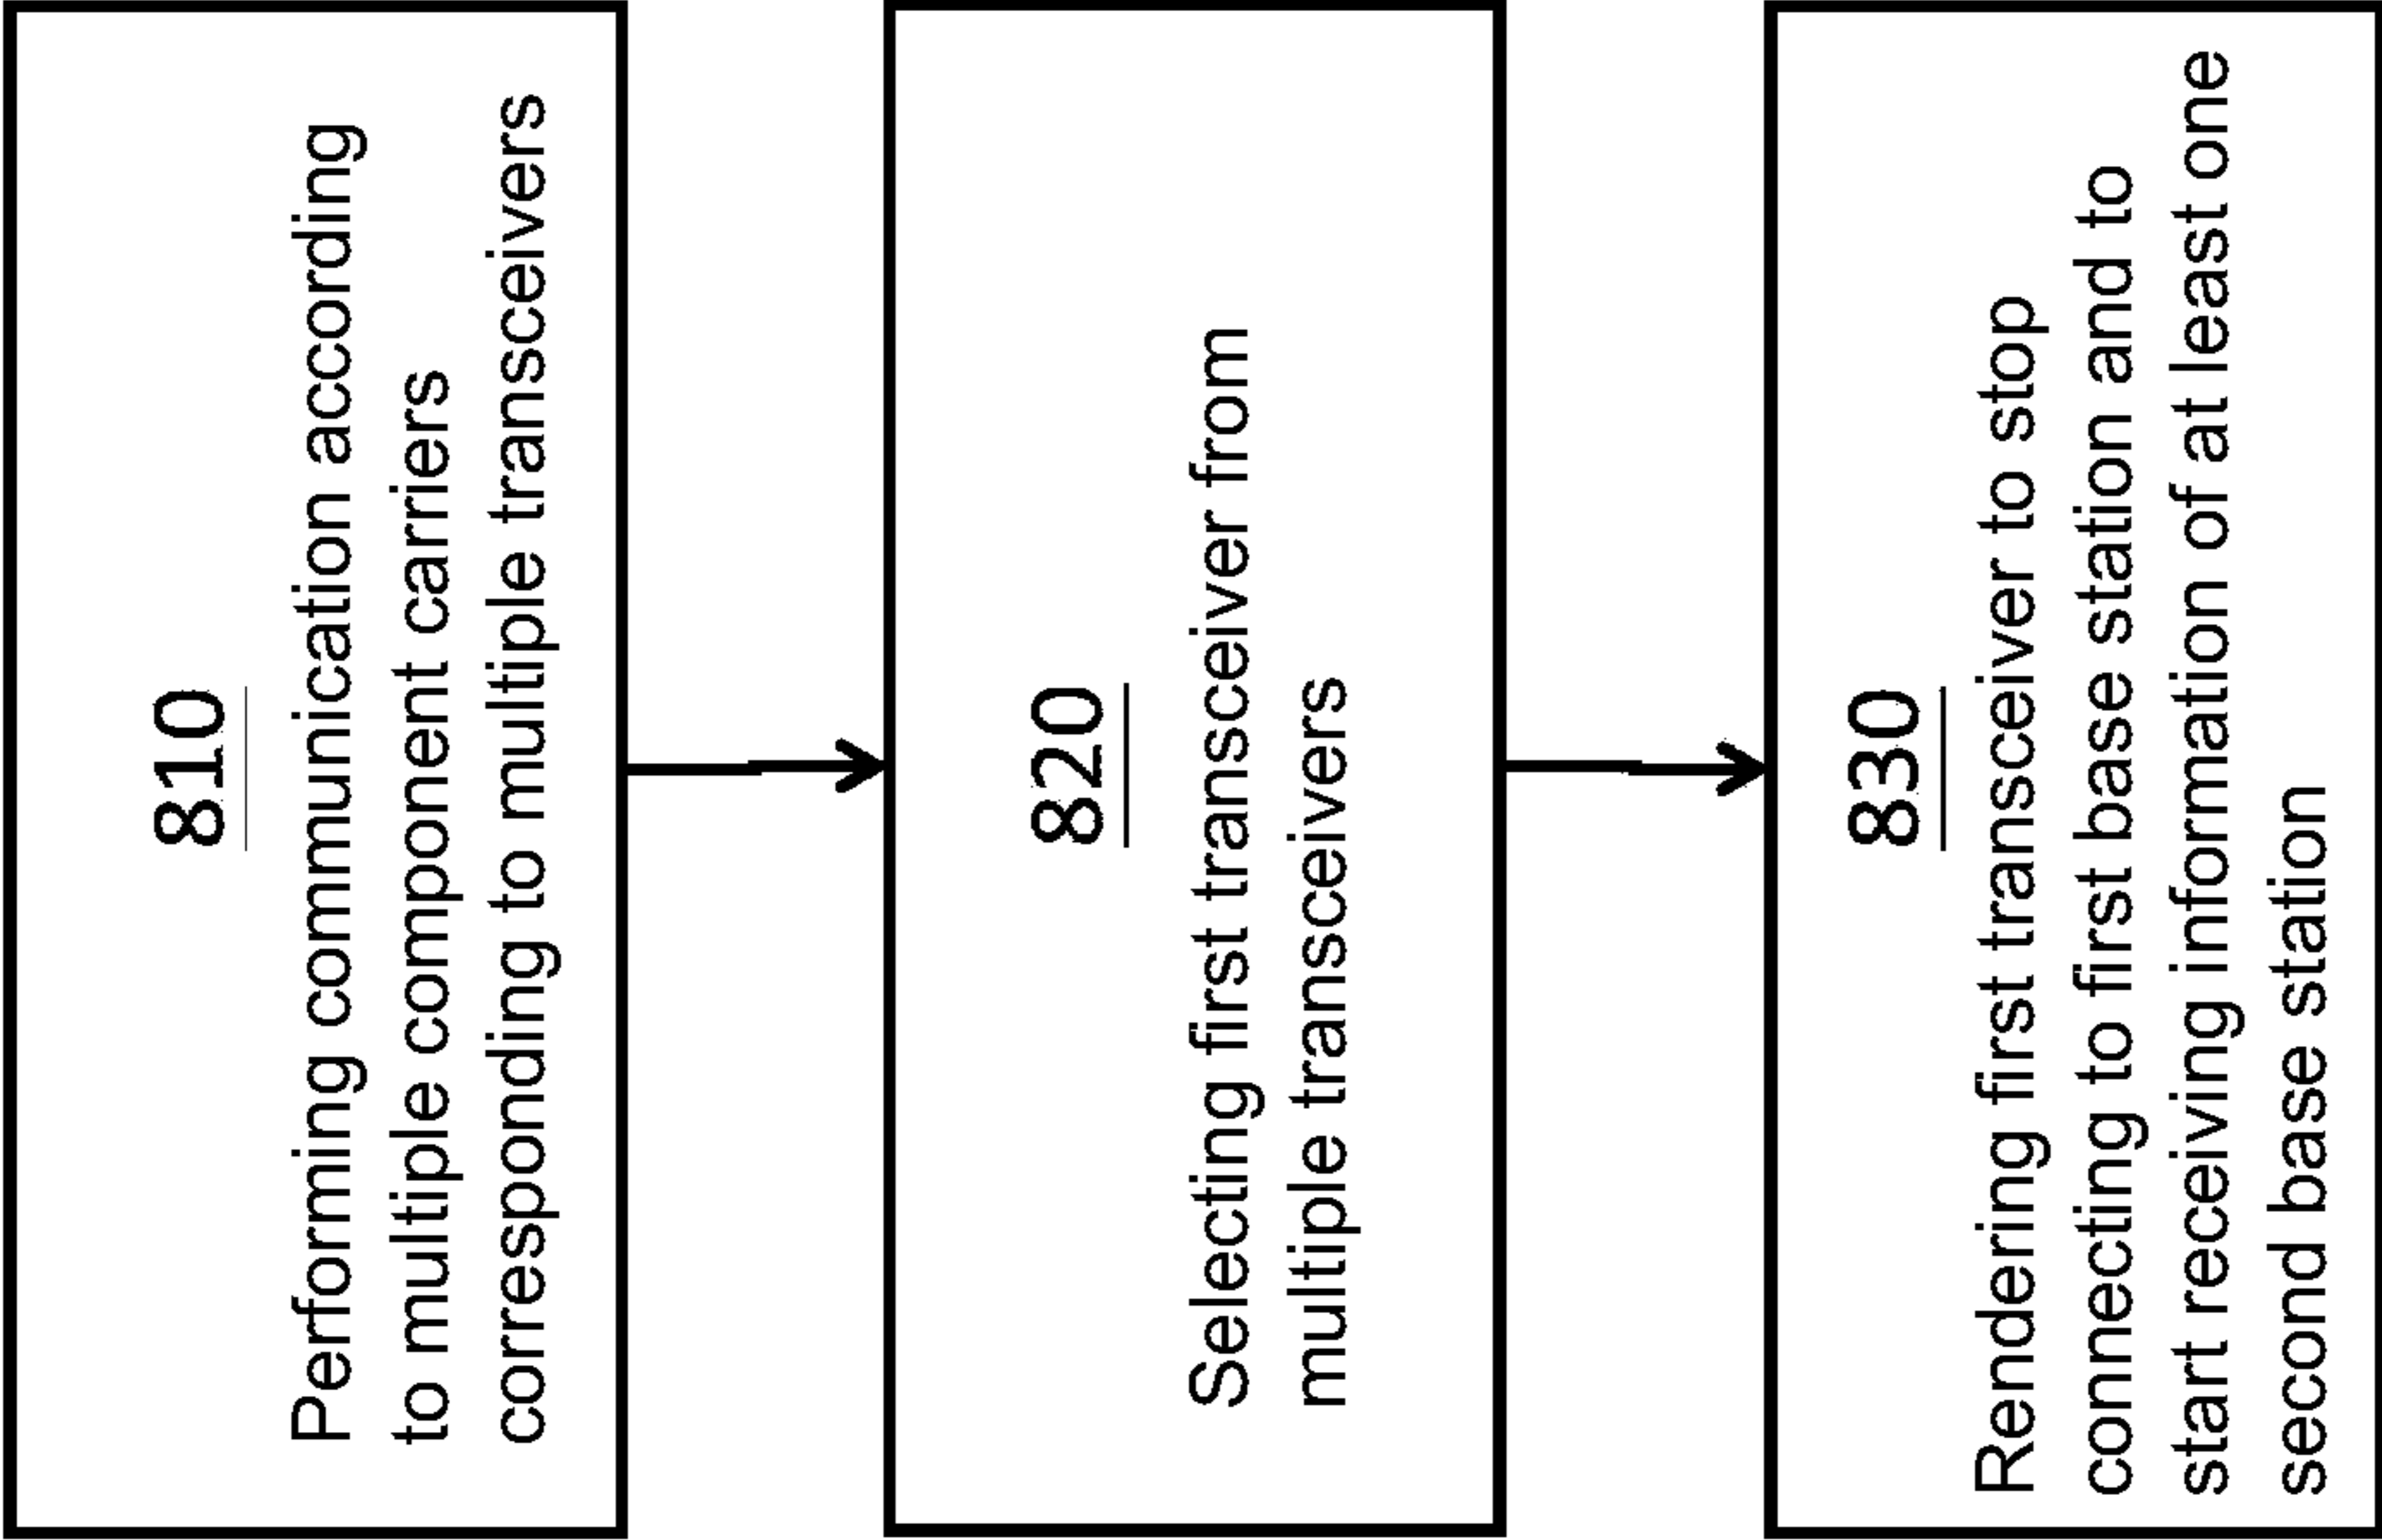 810
Performing communication according
to multiple component carriers
corresponding to multiple transceivers
820
Selecting first transceiver from
multiple transceivers
830
Rendering first transceiver to stop
connecting to first base station and to
start receiving information of at least one
second base station